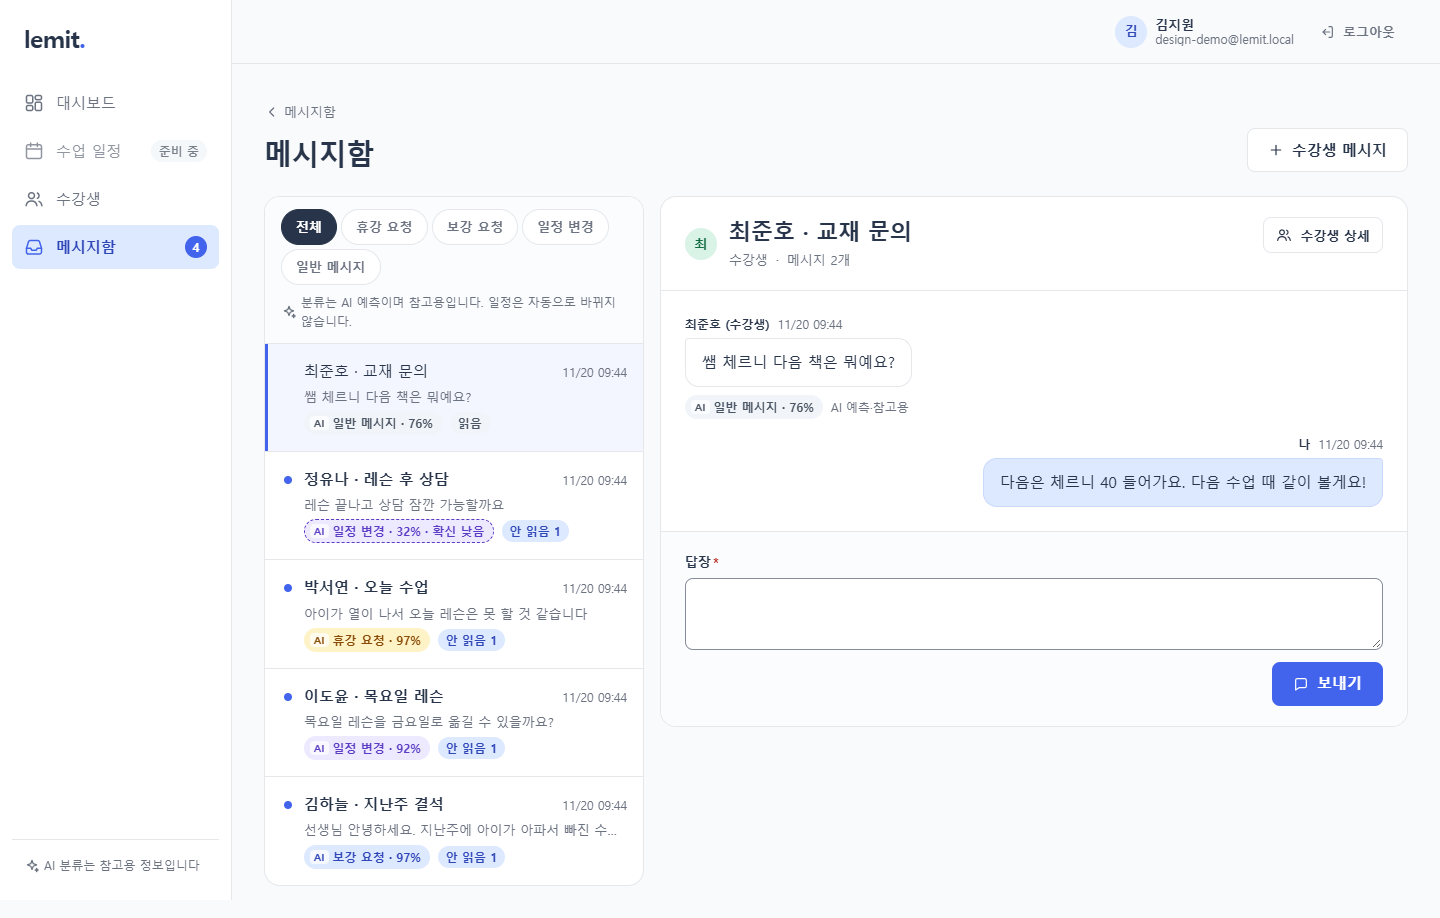 lemit.
대시보드
수업 일정
준비 중
수강생
메시지함
4
AI 분류는 참고용 정보입니다
김
김지원
design-demo@lemit.local
로그아웃
메시지함
메시지함
수강생 메시지
전체
휴강 요청
보강 요청
일정 변경
일반 메시지
분류는 AI 예측이며 참고용입니다. 일정은 자동으로 바뀌지
않습니다.
최준호 · 교재 문의
11/20 09:44
쌤 체르니 다음 책은 뭐예요?
AI 일반 메시지 · 76%
읽음
정유나 · 레슨 후 상담
11/20 09:44
레슨 끝나고 상담 잠깐 가능할까요
AI 일정 변경 · 32% · 확신 낮음
안 읽음 1
박서연 · 오늘 수업
11/20 09:44
아이가 열이 나서 오늘 레슨은 못 할 것 같습니다
AI 휴강 요청 · 97%
안 읽음 1
이도윤 · 목요일 레슨
11/20 09:44
목요일 레슨을 금요일로 옮길 수 있을까요?
AI 일정 변경 · 92%
안 읽음 1
김하늘 · 지난주 결석
11/20 09:44
선생님 안녕하세요. 지난주에 아이가 아파서 빠진 수...
AI 보강 요청 · 97%
안 읽음 1
최
최준호 · 교재 문의
수강생 · 메시지 2개
수강생 상세
최준호 (수강생) 11/20 09:44
쌤 체르니 다음 책은 뭐예요?
AI 일반 메시지 · 76%
AI 예측·참고용
나 11/20 09:44
다음은 체르니 40 들어가요. 다음 수업 때 같이 볼게요!
답장*
보내기